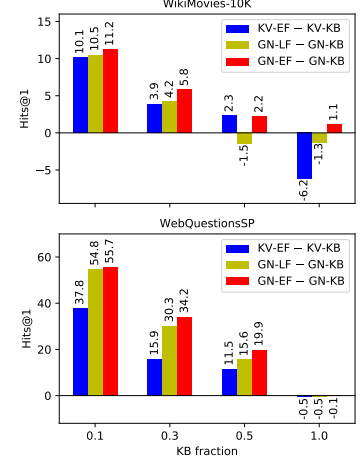 WikiMovies-10K
15
10
5
0
−5
Hits@1
KV-EF − KV-KB
GN-LF − GN-KB
GN-EF − GN-KB
10.1
10.5
11.2
3.9
4.2
5.8
2.3
-1.5
2.2
-6.2
-1.3
1.1
WebQuestionsSP
60
40
20
0
Hits@1
KV-EF − KV-KB
GN-LF − GN-KB
GN-EF − GN-KB
37.8
54.8
55.7
15.9
30.3
34.2
11.5
15.6
19.9
-0.5
-0.5
-0.1
0.1 0.3 0.5 1.0
KB fraction